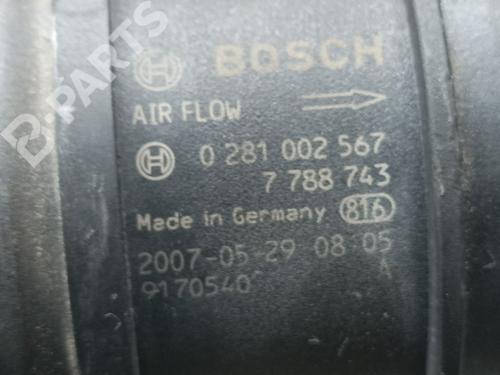 B-PARTS
BOSCH
AIR FLOW
0 281 002 567
7 788 743
Made in Germany 816
2007-05-29 08:05
9170540 A